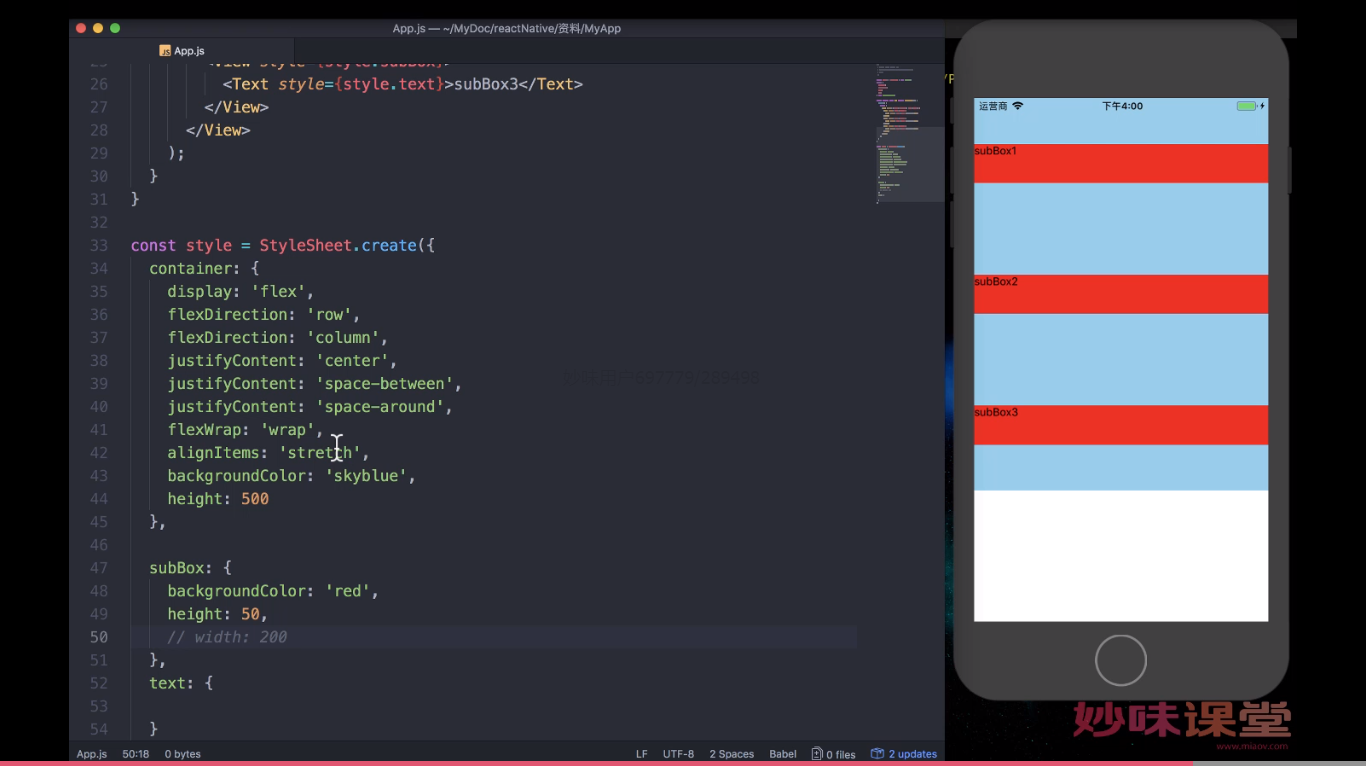 App.js — ~/MyDoc/reactNative/资料/MyApp
App.js
25 <View style={style.subBox}>
26 <Text style={style.text}>subBox3</Text>
27 </View>
28 </View>
29 );
30 }
31 }
32
33 const style = StyleSheet.create({
34 container: {
35 display: 'flex',
36 flexDirection: 'row',
37 flexDirection: 'column',
38 justifyContent: 'center',
39 justifyContent: 'space-between',
40 justifyContent: 'space-around',
41 flexWrap: 'wrap',
42 alignItems: 'stretch',
43 backgroundColor: 'skyblue',
44 height: 500
45 },
46
47 subBox: {
48 backgroundColor: 'red',
49 height: 50,
50 // width: 200
51 },
52 text: {
53
54 }
App.js 50:18 0 bytes LF UTF-8 2 Spaces Babel 0 files 2 updates
运营商 下午4:00
subBox1
subBox2
subBox3
妙味课堂
www.miaov.com